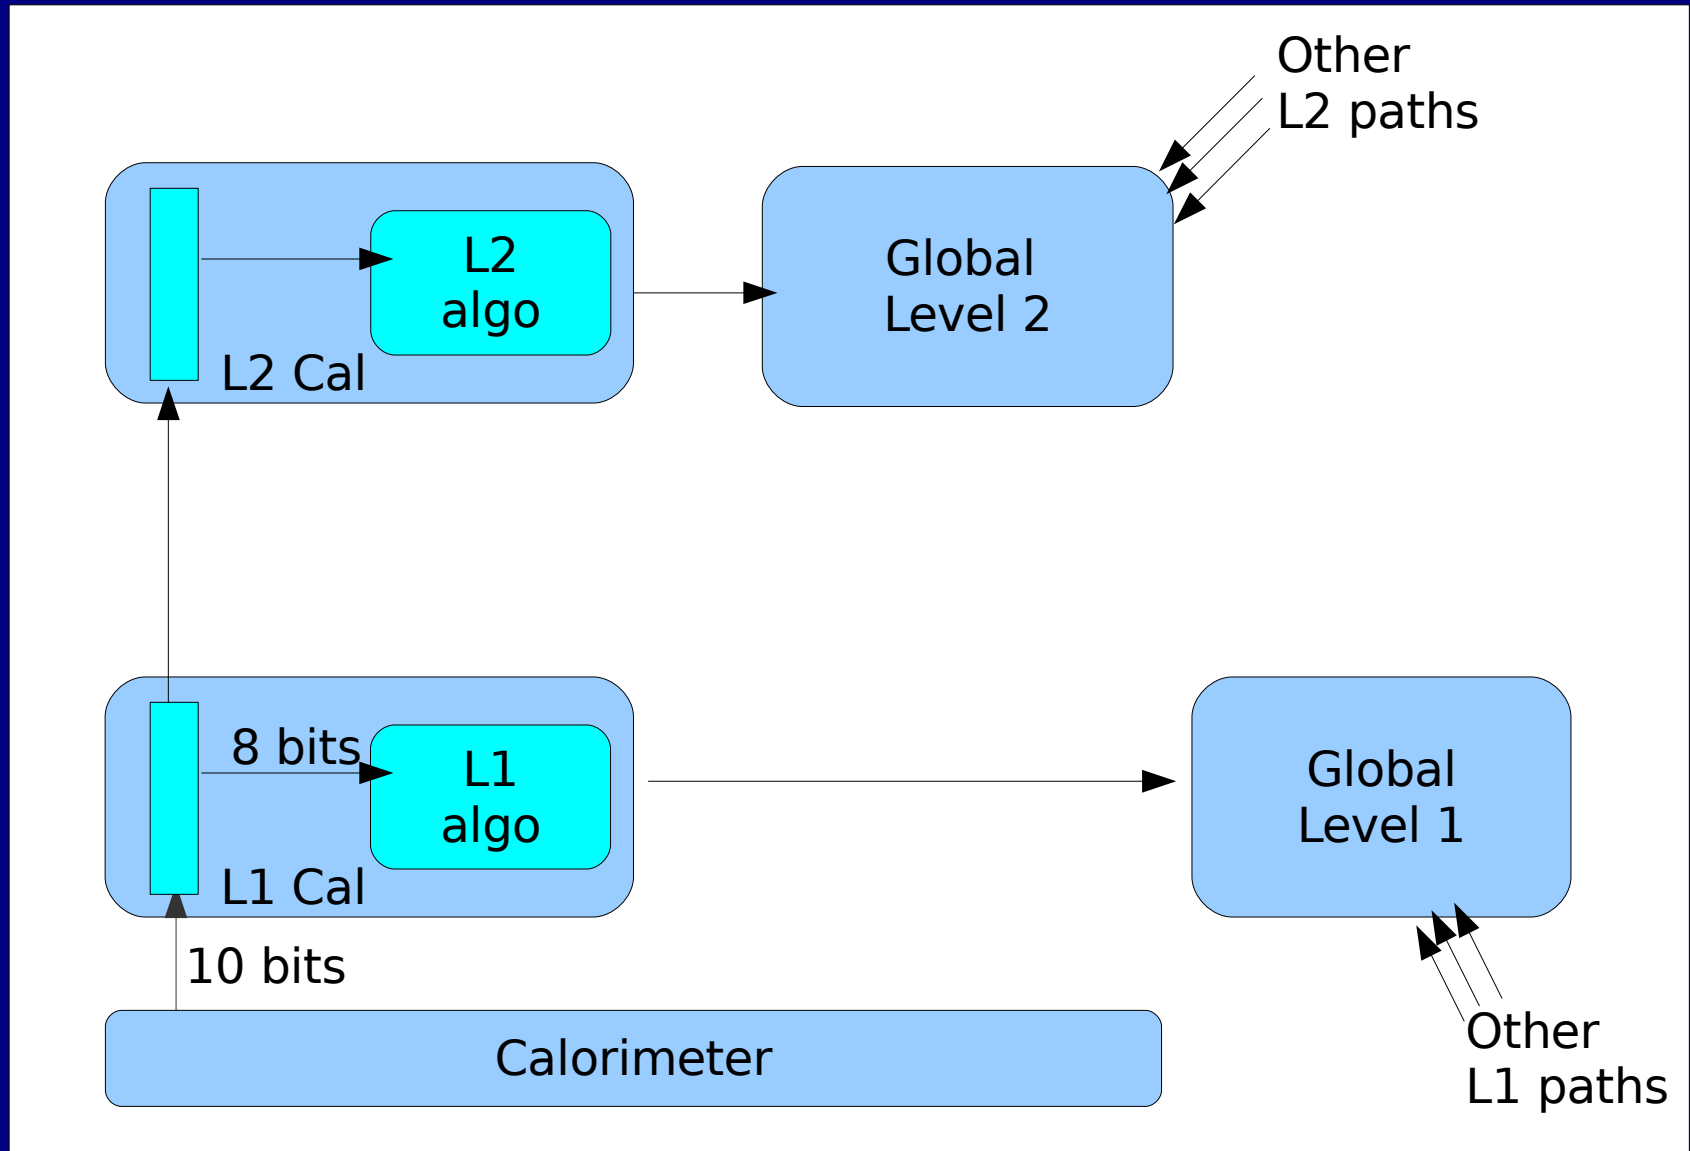 Other
L2 paths
L2
algo
L2 Cal
Global
Level 2
8 bits
L1
algo
L1 Cal
Global
Level 1
10 bits
Calorimeter
Other
L1 paths